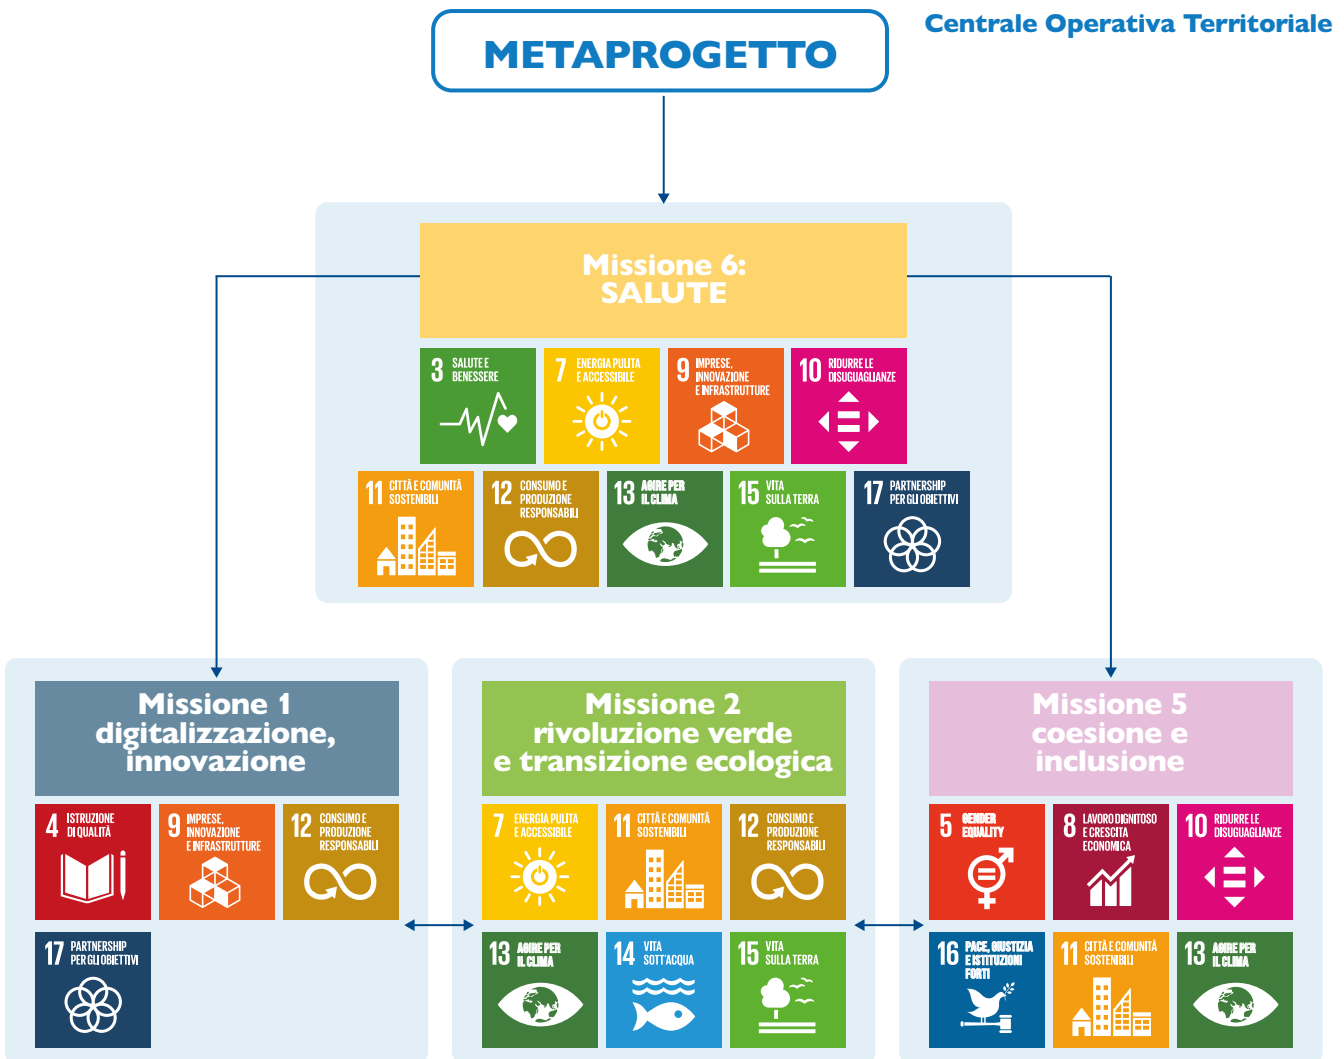 Centrale Operativa Territoriale
METAPROGETTO
Missione 6:
SALUTE
3 SALUTE E
BENESSERE
7 ENERGIA PULITA
E ACCESSIBILE
9 IMPRESE,
INNOVAZIONE
E INFRASTRUTTURE
10 RIDURRE LE
DISUGUAGLIANZE
11 CITTÀ E COMUNITÀ
SOSTENIBILI
12 CONSUMO E
PRODUZIONE
RESPONSABILI
13 AGIRE PER
IL CLIMA
15 VITA
SULLA TERRA
17 PARTNERSHIP
PER GLI OBIETTIVI
Missione 1
digitalizzazione,
innovazione
4 ISTRUZIONE
DI QUALITÀ
9 IMPRESE,
INNOVAZIONE
E INFRASTRUTTURE
12 CONSUMO E
PRODUZIONE
RESPONSABILI
17 PARTNERSHIP
PER GLI OBIETTIVI
Missione 2
rivoluzione verde
e transizione ecologica
7 ENERGIA PULITA
E ACCESSIBILE
11 CITTÀ E COMUNITÀ
SOSTENIBILI
12 CONSUMO E
PRODUZIONE
RESPONSABILI
13 AGIRE PER
IL CLIMA
14 VITA
SOTT'ACQUA
15 VITA
SULLA TERRA
Missione 5
coesione e
inclusione
5 GENDER
EQUALITY
8 LAVORO DIGNITOSO
E CRESCITA
ECONOMICA
10 RIDURRE LE
DISUGUAGLIANZE
16 PACE, GIUSTIZIA
E ISTITUZIONI
FORTI
11 CITTÀ E COMUNITÀ
SOSTENIBILI
13 AGIRE PER
IL CLIMA